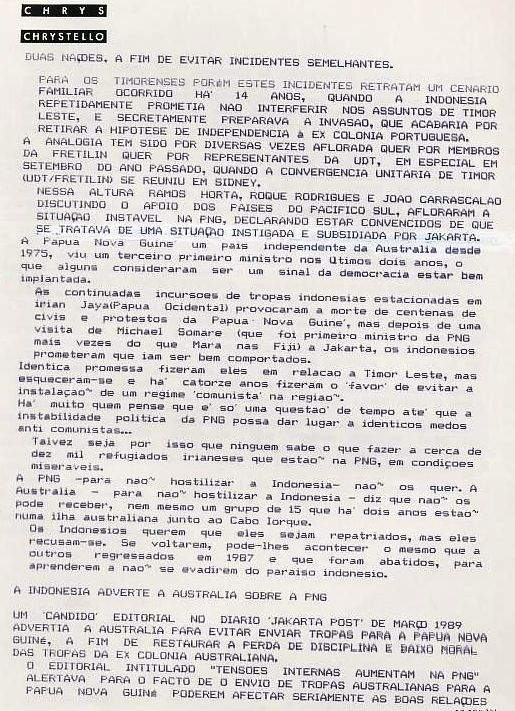 CHRYS
CHRYSTELLO
DUAS NAÇÕES. A FIM DE EVITAR INCIDENTES SEMELHANTES.
PARA OS TIMORENSES PORéM ESTES INCIDENTES RETRATAM UM CENARIO
FAMILIAR OCORRIDO HA' 14 ANOS, QUANDO A INDONESIA
REPETIDAMENTE PROMETIA NAO INTERFERIR NOS ASSUNTOS DE TIMOR
LESTE, E SECRETAMENTE PREPARAVA A INVASAO, QUE ACABARIA POR
RETIRAR A HIPOTESE DE INDEPENDENCIA à EX COLONIA PORTUGUESA.
A ANALOGIA TEM SIDO POR DIVERSAS VEZES AFLORADA QUER POR MEMBROS
DA FRETILIN QUER POR REPRESENTANTES DA UDT, EM ESPECIAL EM
SETEMBRO DO ANO PASSADO, QUANDO A CONVERGENCIA UNITARIA DE TIMOR
(UDT/FRETILIN) SE REUNIU EM SIDNEY.
NESSA ALTURA RAMOS HORTA, ROQUE RODRIGUES E JOAO CARRASCALAO
DISCUTINDO O APOIO DOS PAISES DO PACIFICO SUL, AFLORARAM A
SITUAÇAO INSTAVEL NA PNG, DECLARANDO ESTAR CONVENCIDOS DE QUE
SE TRATAVA DE UMA SITUAÇAO INSTIGADA E SUBSIDIADA POR JAKARTA.
A Papua Nova Guine' um pais independente da Australia desde
1975, viu um terceiro primeiro ministro nos útimos dois anos, o
que alguns consideraram ser um sinal da democracia estar bem
implantada.
As continuadas incursoes de tropas indonesias estacionadas em
irian Jaya(Papua Ocidental) provocaram a morte de centenas de
civis e protestos da Papua Nova Guine', mas depois de uma
visita de Michael Somare (que foi primeiro ministro da PNG
mais vezes do que Mara nas Fiji) a Jakarta, os indonesios
prometeram que iam ser bem comportados.
Identica promessa fizeram eles em relacao a Timor Leste, mas
esqueceram-se e ha' catorze anos fizeram o 'favor' de evitar a
instalaçao~ de um regime 'comunista' na regiao~.
Ha' muito quem pense que e' so' uma questao' de tempo ate' que a
instabilidade politica da PNG possa dar lugar a identicos medos
anti comunistas...
Talvez seja por isso que ninguem sabe o que fazer a cerca de
dez mil refugiados irianeses que estao~ na PNG, em condiçoes
miseraveis.
A PNG -para nao~ hostilizar a Indonesia- nao~ os quer. A
Australia - para nao~ hostilizar a Indonesia - diz que nao~ os
pode receber, nem mesmo um grupo de 15 que ha' dois anos estao~
numa ilha australiana junto ao Cabo Iorque.
Os Indonesios querem que eles sejam repatriados, mas eles
recusam-se. Se voltarem, pode-lhes acontecer o mesmo que a
outros regressados em 1987 e que foram abatidos, para
aprenderem a nao~ se evadirem do paraiso indonesio.
A INDONESIA ADVERTE A AUSTRALIA SOBRE A PNG
UM 'CANDIDO' EDITORIAL NO DIARIO 'JAKARTA POST' DE MARÇO 1989
ADVERTIA A AUSTRALIA PARA EVITAR ENVIAR TROPAS PARA A PAPUA NOVA
GUINé, A FIM DE RESTAURAR A PERDA DE DISCIPLINA E BAIXO MORAL
DAS TROPAS DA EX COLONIA AUSTRALIANA.
O EDITORIAL INTITULADO "TENSOES INTERNAS AUMENTAM NA PNG"
ALERTAVA PARA O FACTO DE O ENVIO DE TROPAS AUSTRALIANAS PARA A
PAPUA NOVA GUINé PODEREM AFECTAR SERIAMENTE AS BOAS RELAÇÕES